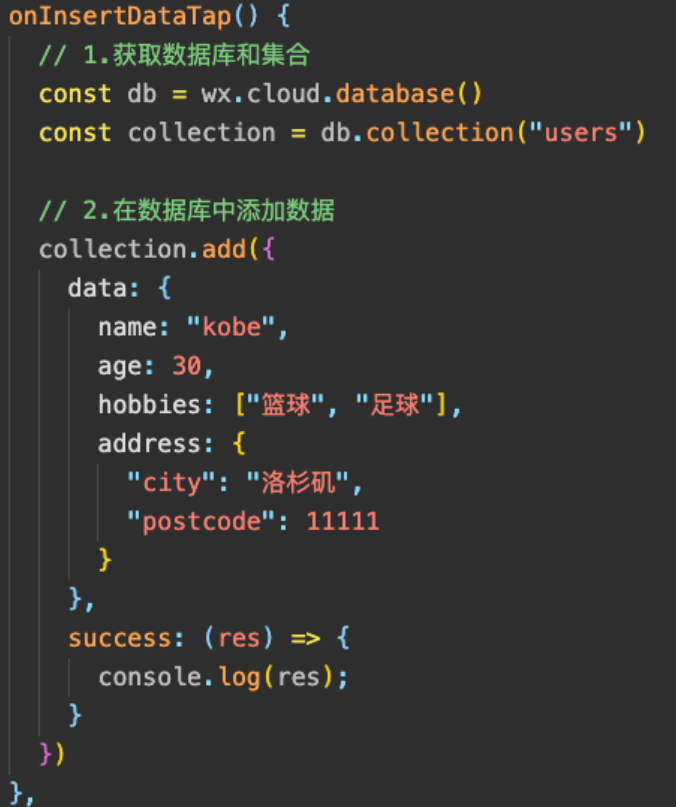 onInsertDataTap() {
  // 1.获取数据库和集合
  const db = wx.cloud.database()
  const collection = db.collection("users")

  // 2.在数据库中添加数据
  collection.add({
    data: {
      name: "kobe",
      age: 30,
      hobbies: ["篮球", "足球"],
      address: {
        "city": "洛杉矶",
        "postcode": 11111
      }
    },
    success: (res) => {
      console.log(res);
    }
  })
},